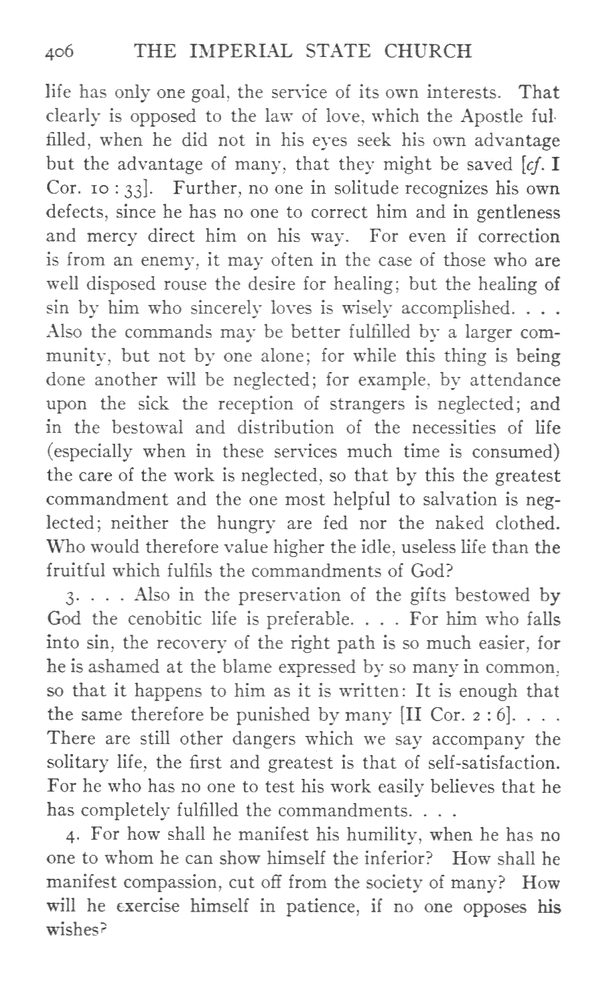 406 THE IMPERIAL STATE CHURCH
life has only one goal, the service of its own interests. That
clearly is opposed to the law of love, which the Apostle ful-
filled, when he did not in his eyes seek his own advantage
but the advantage of many, that they might be saved [cf. I
Cor. 10 : 33]. Further, no one in solitude recognizes his own
defects, since he has no one to correct him and in gentleness
and mercy direct him on his way. For even if correction
is from an enemy, it may often in the case of those who are
well disposed rouse the desire for healing; but the healing of
sin by him who sincerely loves is wisely accomplished. . . .
Also the commands may be better fulfilled by a larger com-
munity, but not by one alone; for while this thing is being
done another will be neglected; for example, by attendance
upon the sick the reception of strangers is neglected; and
in the bestowal and distribution of the necessities of life
(especially when in these services much time is consumed)
the care of the work is neglected, so that by this the greatest
commandment and the one most helpful to salvation is neg-
lected; neither the hungry are fed nor the naked clothed.
Who would therefore value higher the idle, useless life than the
fruitful which fulfils the commandments of God?
3. . . . Also in the preservation of the gifts bestowed by
God the cenobitic life is preferable. . . . For him who falls
into sin, the recovery of the right path is so much easier, for
he is ashamed at the blame expressed by so many in common,
so that it happens to him as it is written: It is enough that
the same therefore be punished by many [II Cor. 2 : 6]. . . .
There are still other dangers which we say accompany the
solitary life, the first and greatest is that of self-satisfaction.
For he who has no one to test his work easily believes that he
has completely fulfilled the commandments. . . .
4. For how shall he manifest his humility, when he has no
one to whom he can show himself the inferior? How shall he
manifest compassion, cut off from the society of many? How
will he exercise himself in patience, if no one opposes his
wishes?